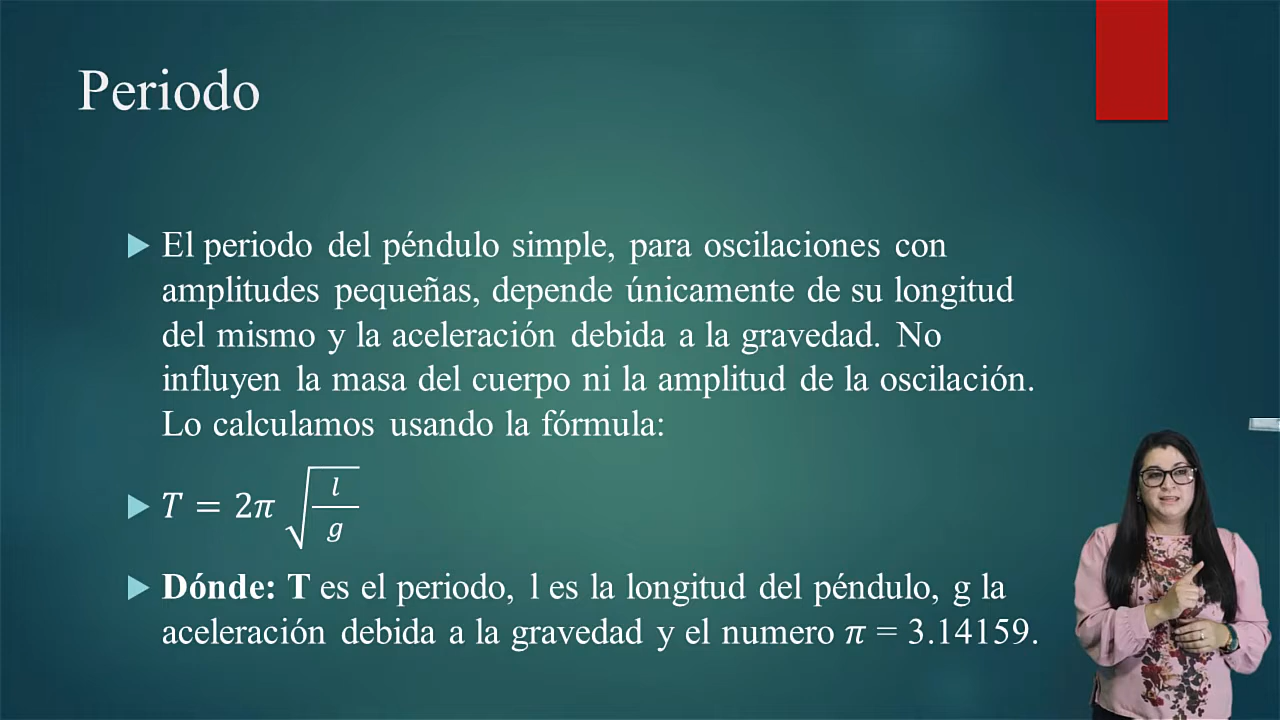 Periodo
El periodo del péndulo simple, para oscilaciones con
amplitudes pequeñas, depende únicamente de su longitud
del mismo y la aceleración debida a la gravedad. No
influyen la masa del cuerpo ni la amplitud de la oscilación.
Lo calculamos usando la fórmula:
T = 2π √(l/g)
Dónde: T es el periodo, l es la longitud del péndulo, g la
aceleración debida a la gravedad y el numero π = 3.14159.